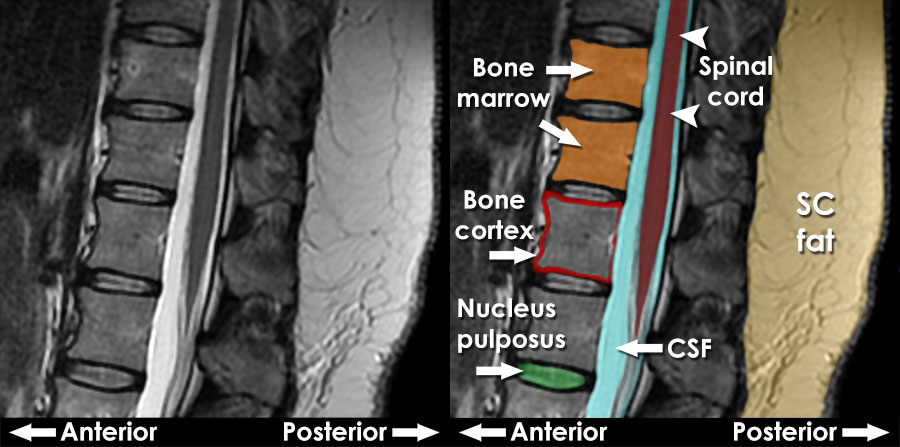 Bone
marrow
Spinal
cord
Bone
cortex
SC
fat
Nucleus
pulposus
CSF
Anterior
Posterior
Anterior
Posterior